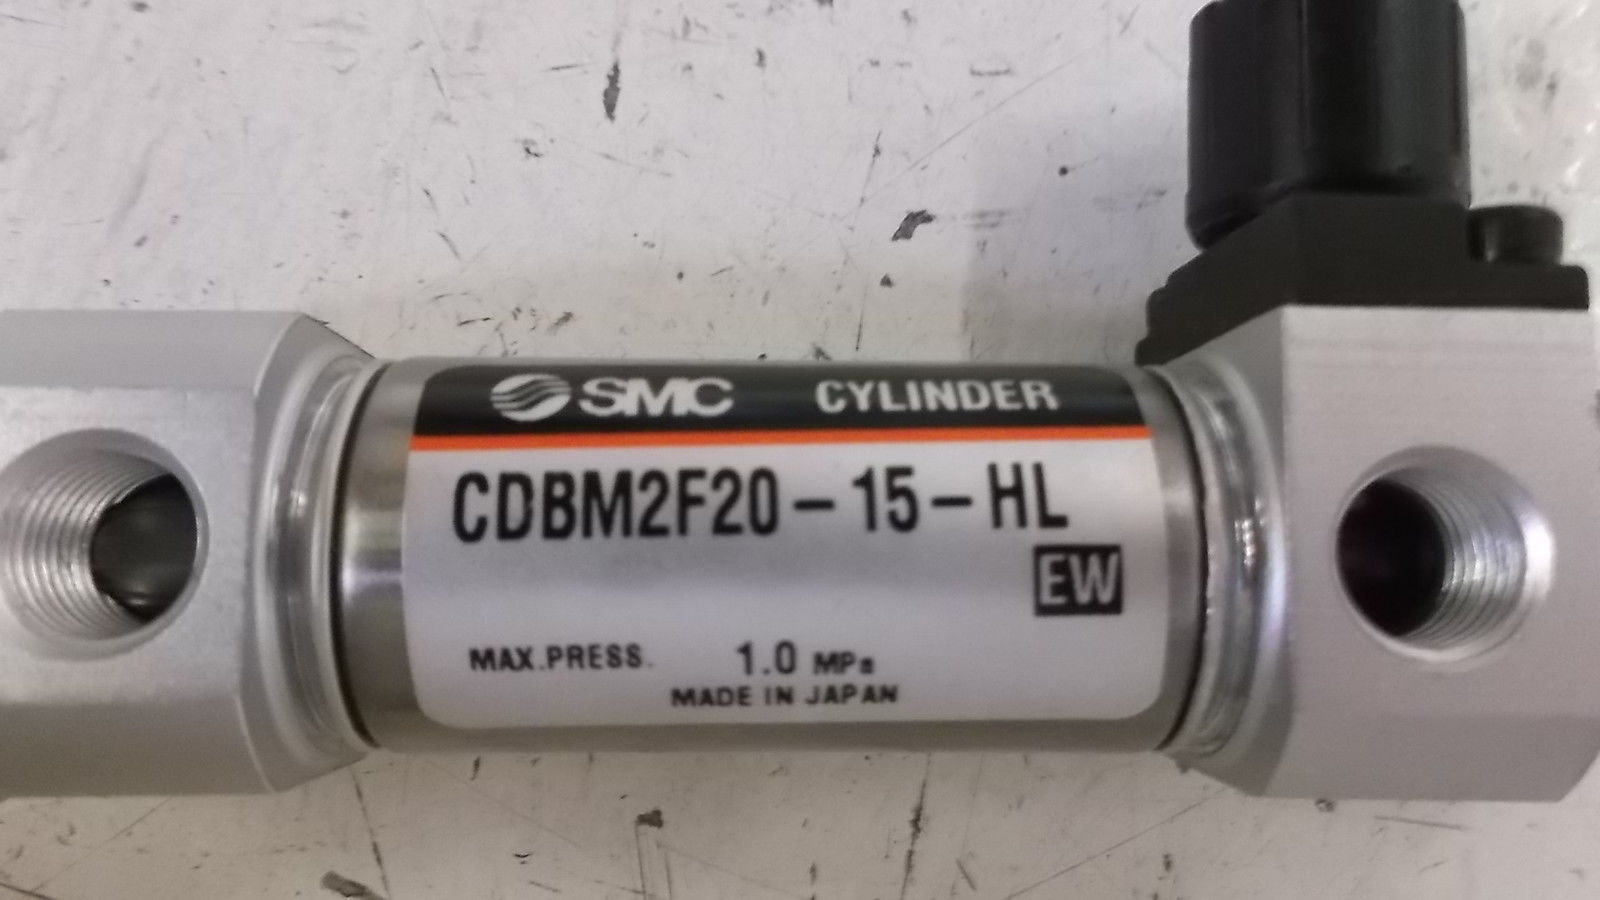 SMC CYLINDER
CDBM2F20-15-HL
EW
MAX.PRESS. 1.0 MPa
MADE IN JAPAN